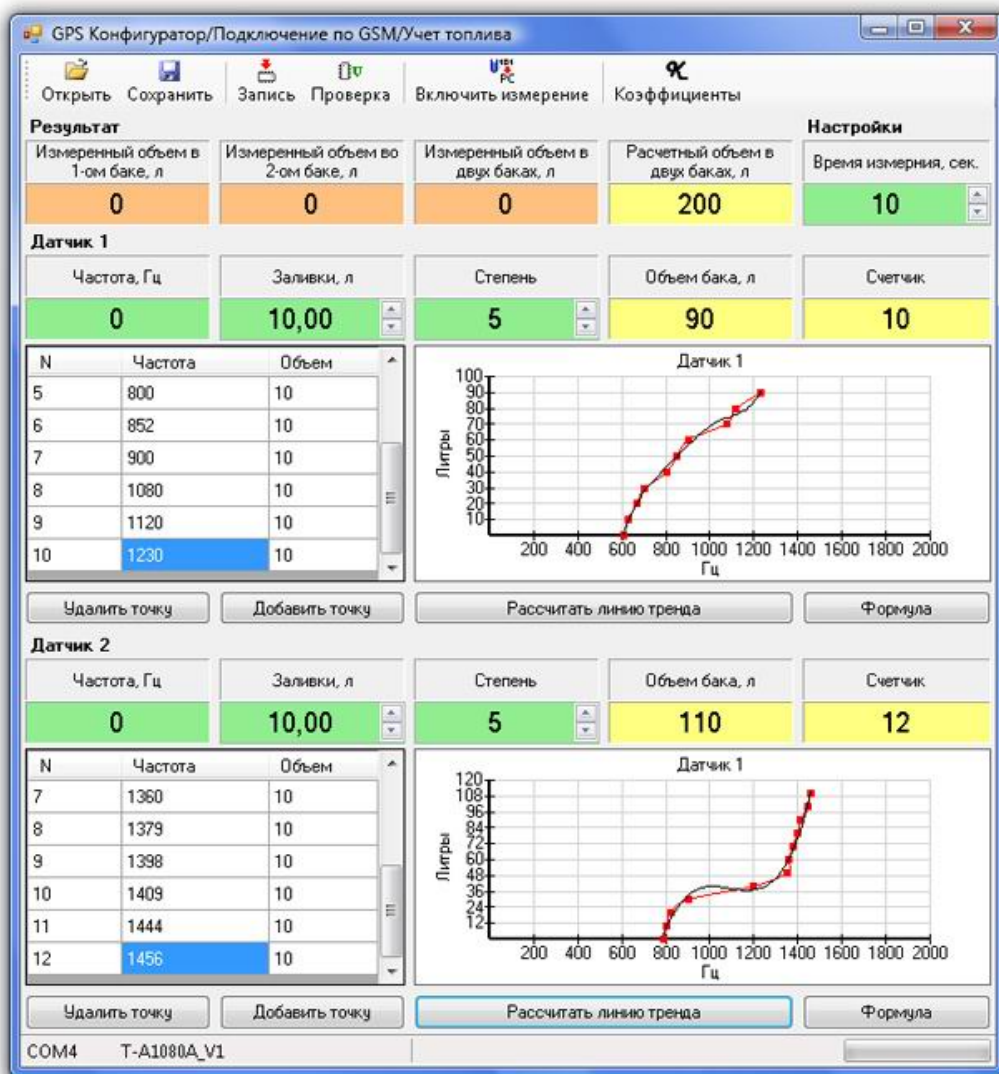 GPS Конфигуратор/Подключение по GSM/Учет топлива
Открыть Сохранить Запись Проверка Включить измерение Коэффициенты
Результат Настройки
Измеренный объем в 1-ом баке, л
Измеренный объем во 2-ом баке, л
Измеренный объем в двух баках, л
Расчетный объем в двух баках, л
Время измерния, сек.
0 0 0 200 10
Датчик 1
Частота, Гц Заливки, л Степень Объем бака, л Счетчик
0 10,00 5 90 10
N Частота Объем
5 800 10
6 852 10
7 900 10
8 1080 10
9 1120 10
10 1230 10
Датчик 1
100
90
80
70
60
50
40
30
20
10
Литры
200 400 600 800 1000 1200 1400 1600 1800 2000
Гц
Удалить точку Добавить точку Рассчитать линию тренда Формула
Датчик 2
Частота, Гц Заливки, л Степень Объем бака, л Счетчик
0 10,00 5 110 12
N Частота Объем
7 1360 10
8 1379 10
9 1398 10
10 1409 10
11 1444 10
12 1456 10
Датчик 1
120
108
96
84
72
60
48
36
24
12
Литры
200 400 600 800 1000 1200 1400 1600 1800 2000
Гц
Удалить точку Добавить точку Рассчитать линию тренда Формула
COM4 T-A1080A_V1